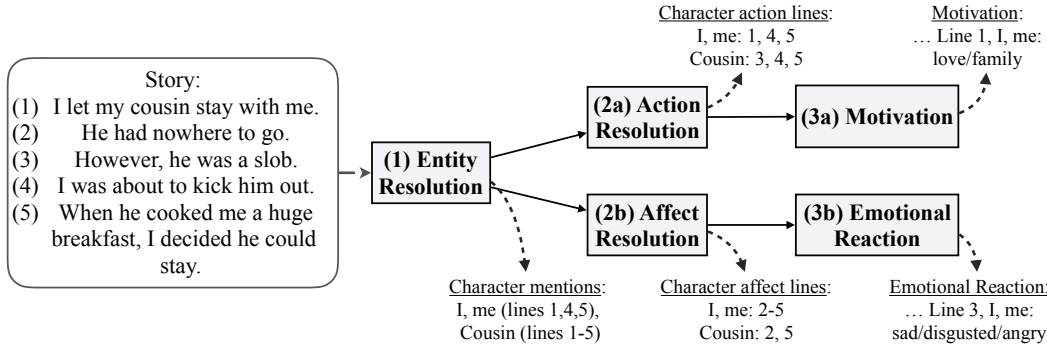 Story:
(1) I let my cousin stay with me.
(2) He had nowhere to go.
(3) However, he was a slob.
(4) I was about to kick him out.
(5) When he cooked me a huge
breakfast, I decided he could
stay.
(1) Entity
Resolution
Character mentions:
I, me (lines 1,4,5),
Cousin (lines 1-5)
Character action lines:
I, me: 1, 4, 5
Cousin: 3, 4, 5
(2a) Action
Resolution
Motivation:
… Line 1, I, me:
love/family
(3a) Motivation
(2b) Affect
Resolution
Character affect lines:
I, me: 2-5
Cousin: 2, 5
(3b) Emotional
Reaction
Emotional Reaction:
… Line 3, I, me:
sad/disgusted/angry